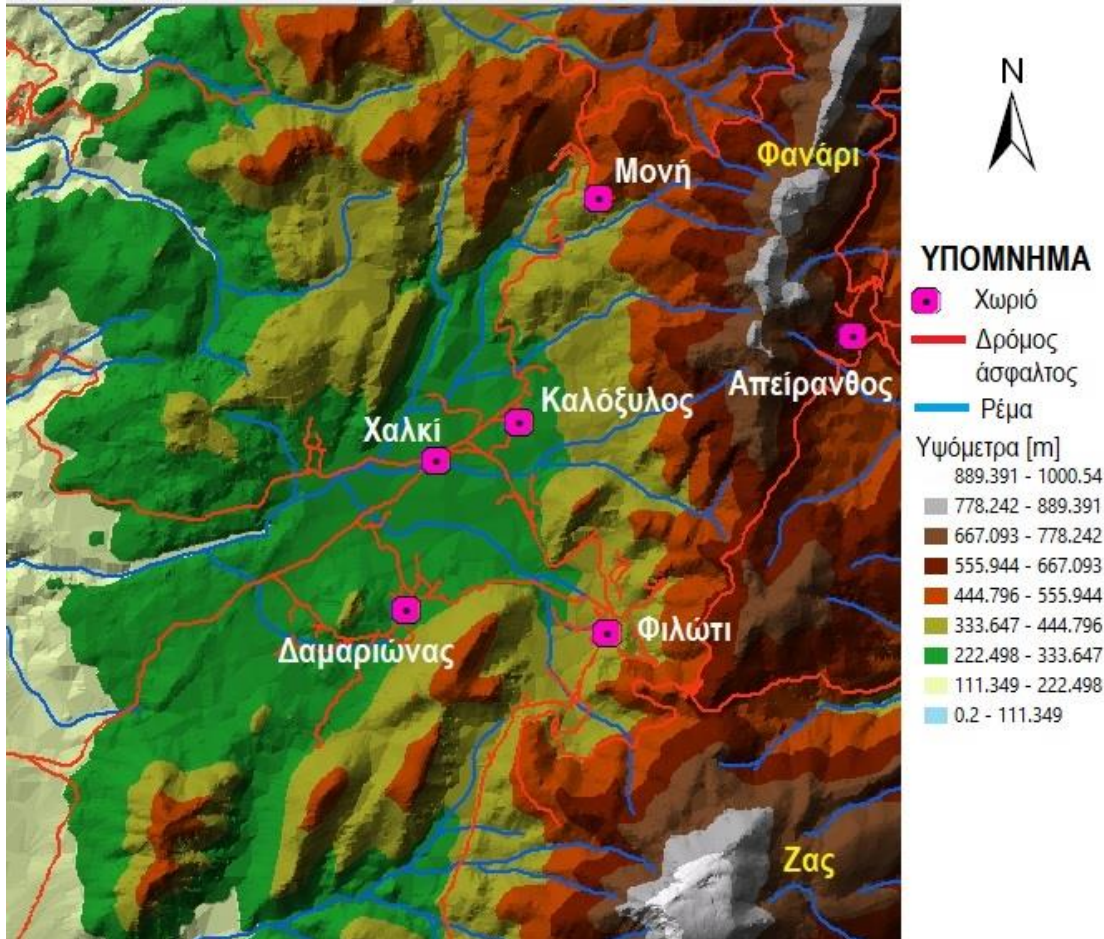 N
Φανάρι
Μονή
Απείρανθος
Καλόξυλος
Χαλκί
Δαμαριώνας
Φιλώτι
Ζας
ΥΠΟΜΝΗΜΑ
Χωριό
Δρόμος
άσφαλτος
Ρέμα
Υψόμετρα [m]
889.391 - 1000.54
778.242 - 889.391
667.093 - 778.242
555.944 - 667.093
444.796 - 555.944
333.647 - 444.796
222.498 - 333.647
111.349 - 222.498
0.2 - 111.349